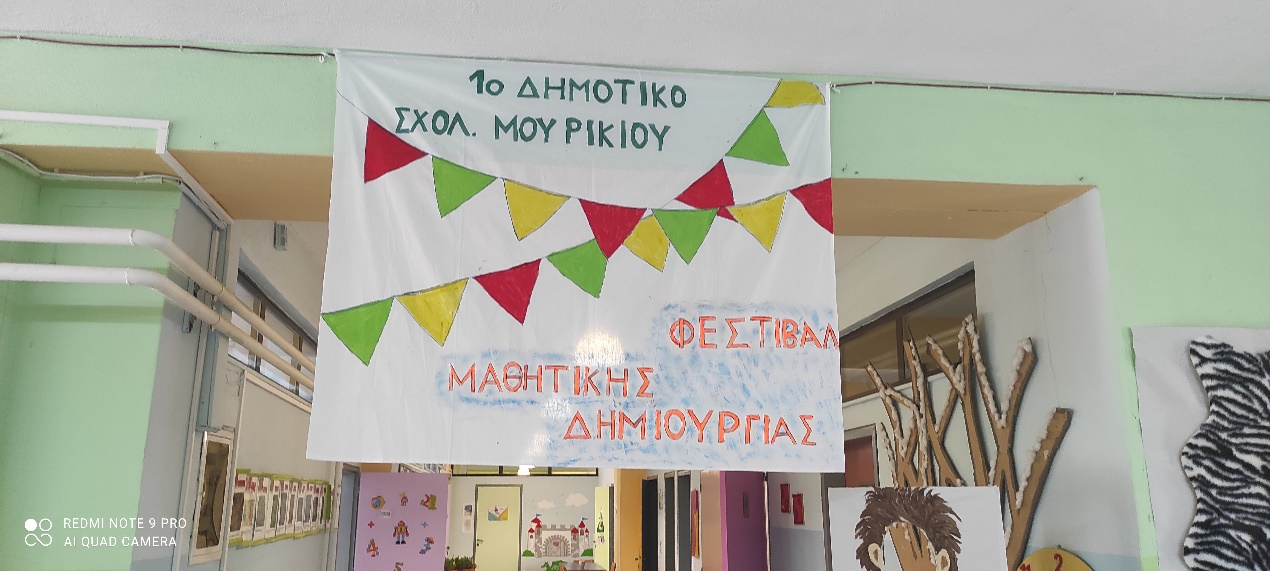 1ο ΔΗΜΟΤΙΚΟ
ΣΧΟΛ. ΜΟΥΡΙΚΙΟΥ
ΦΕΣΤΙΒΑΛ
ΜΑΘΗΤΙΚΗΣ
ΔΗΜΙΟΥΡΓΙΑΣ
REDMI NOTE 9 PRO
AI QUAD CAMERA